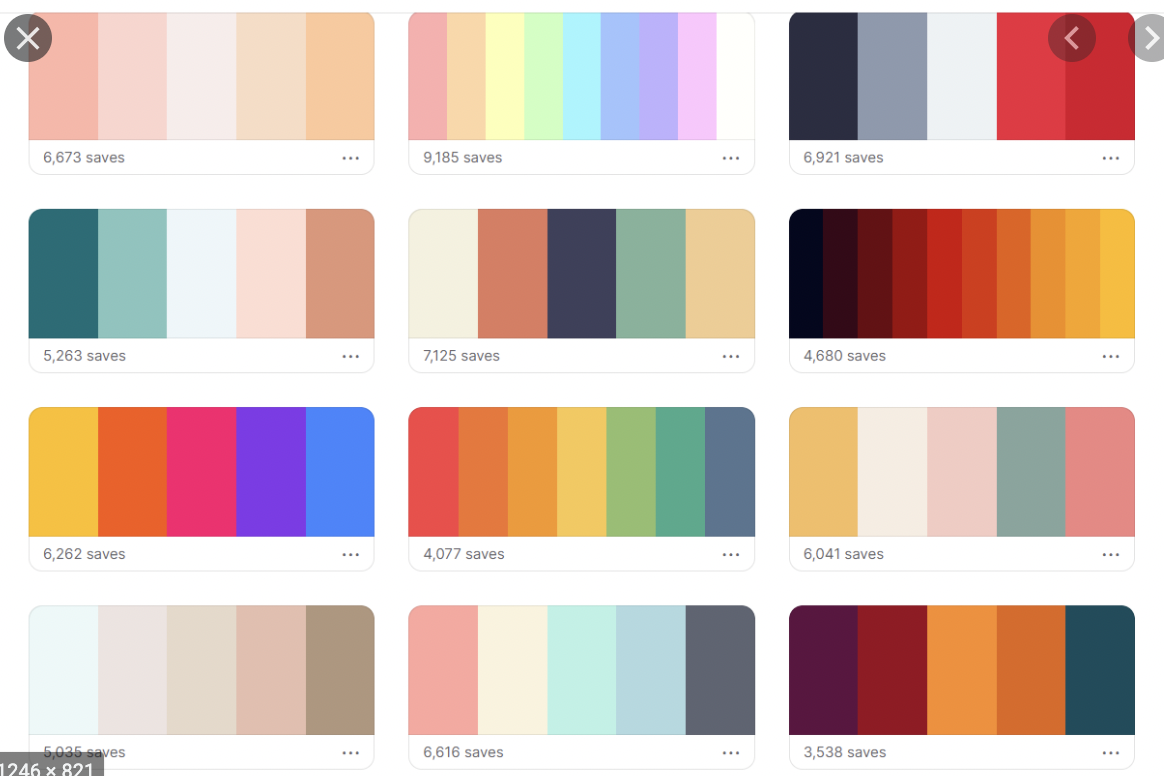 6,673 saves
9,185 saves
6,921 saves
5,263 saves
7,125 saves
4,680 saves
6,262 saves
4,077 saves
6,041 saves
5,035 saves
6,616 saves
3,538 saves
1246 × 821